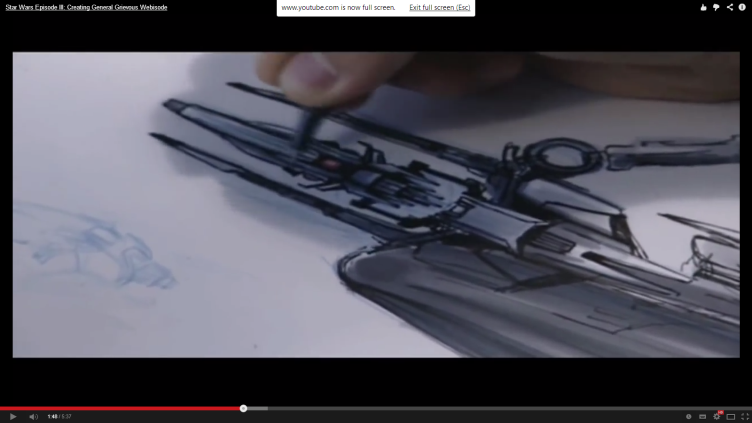 Star Wars Episode III: Creating General Grievous Webisode
www.youtube.com is now full screen. Exit full screen (Esc)
1:48 / 5:37